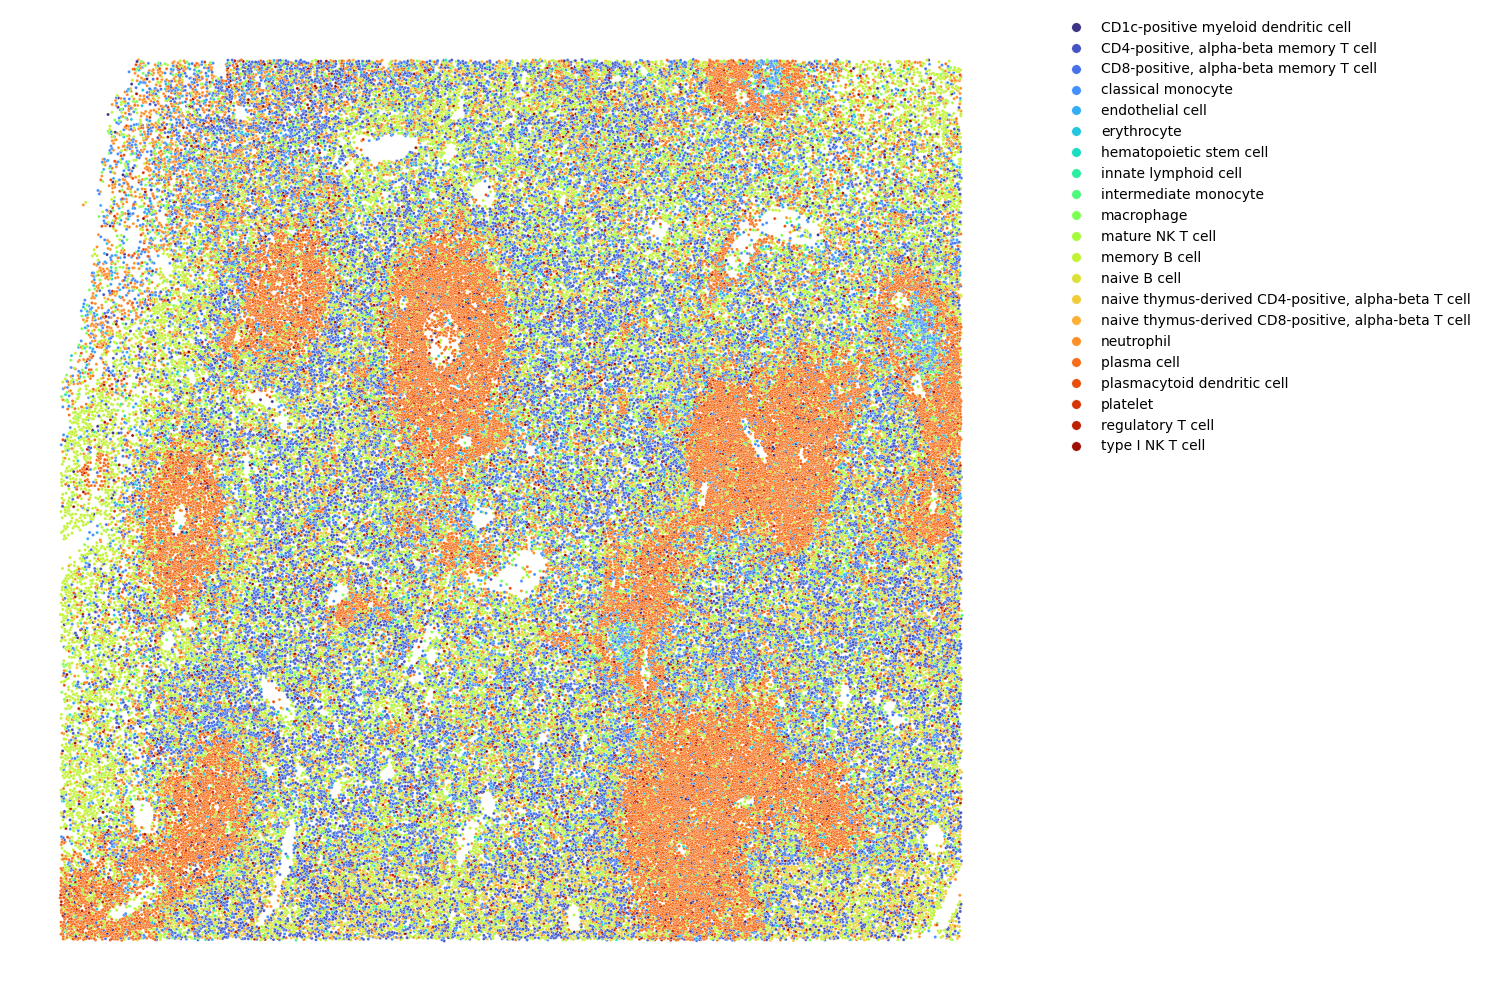 CD1c-positive myeloid dendritic cell
CD4-positive, alpha-beta memory T cell
CD8-positive, alpha-beta memory T cell
classical monocyte
endothelial cell
erythrocyte
hematopoietic stem cell
innate lymphoid cell
intermediate monocyte
macrophage
mature NK T cell
memory B cell
naive B cell
naive thymus-derived CD4-positive, alpha-beta T cell
naive thymus-derived CD8-positive, alpha-beta T cell
neutrophil
plasma cell
plasmacytoid dendritic cell
platelet
regulatory T cell
type I NK T cell